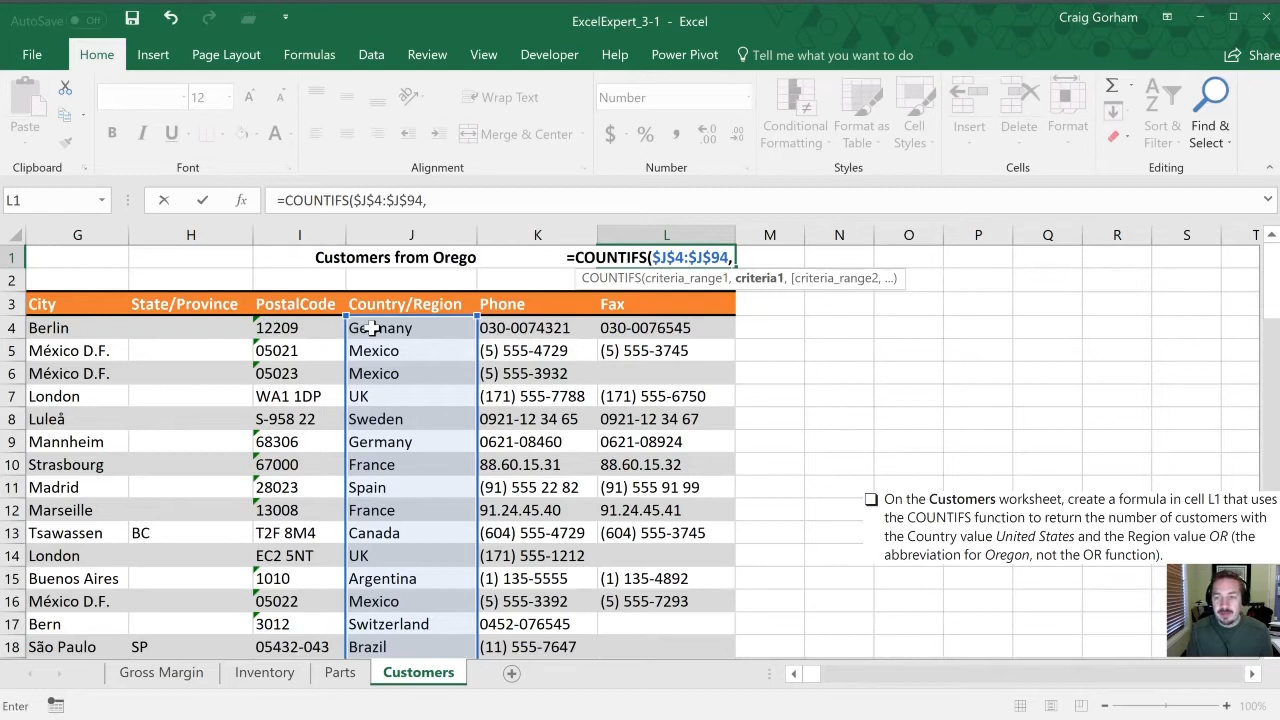 AutoSave Off
ExcelExpert_3-1 - Excel
Craig Gorham
File Home Insert Page Layout Formulas Data Review View Developer Help Power Pivot Tell me what you want to do Share
12
Wrap Text
Number
Paste
B I U A
Merge & Center
$ % ,
Conditional Formatting
Format as Table
Cell Styles
Insert
Delete
Format
Sort & Filter
Find & Select
Clipboard Font Alignment Number Styles Cells Editing
L1 fx =COUNTIFS($J$4:$J$94,
G H I J K L M N O P Q R S T
1 Customers from Orego =COUNTIFS($J$4:$J$94,
2 COUNTIFS(criteria_range1, criteria1, [criteria_range2, ...)
3 City State/Province PostalCode Country/Region Phone Fax
4 Berlin 12209 Germany 030-0074321 030-0076545
5 México D.F. 05021 Mexico (5) 555-4729 (5) 555-3745
6 México D.F. 05023 Mexico (5) 555-3932
7 London WA1 1DP UK (171) 555-7788 (171) 555-6750
8 Luleå S-958 22 Sweden 0921-12 34 65 0921-12 34 67
9 Mannheim 68306 Germany 0621-08460 0621-08924
10 Strasbourg 67000 France 88.60.15.31 88.60.15.32
11 Madrid 28023 Spain (91) 555 22 82 (91) 555 91 99
12 Marseille 13008 France 91.24.45.40 91.24.45.41
13 Tsawassen BC T2F 8M4 Canada (604) 555-4729 (604) 555-3745
14 London EC2 5NT UK (171) 555-1212
15 Buenos Aires 1010 Argentina (1) 135-5555 (1) 135-4892
16 México D.F. 05022 Mexico (5) 555-3392 (5) 555-7293
17 Bern 3012 Switzerland 0452-076545
18 São Paulo SP 05432-043 Brazil (11) 555-7647
On the Customers worksheet, create a formula in cell L1 that uses
the COUNTIFS function to return the number of customers with
the Country value United States and the Region value OR (the
abbreviation for Oregon, not the OR function).
Gross Margin Inventory Parts Customers
Enter
100%